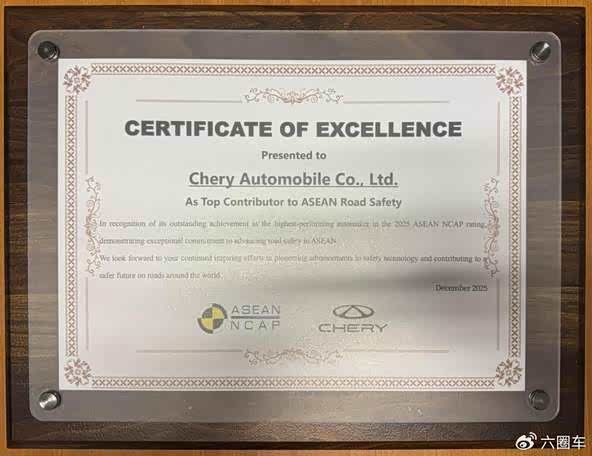 CERTIFICATE OF EXCELLENCE
Presented to
Chery Automobile Co., Ltd.
As Top Contributor to ASEAN Road Safety
In recognition of its outstanding achievement as the highest-performing automaker in the 2025 ASEAN NCAP rating,
demonstrating exceptional commitment to advancing road safety in ASEAN.
We look forward to your continued inspiring efforts in pioneering advancements in safety technology and contributing to
safer future on roads around the world.
December 2025
ASEAN
NCAP
CHERY
六圈车